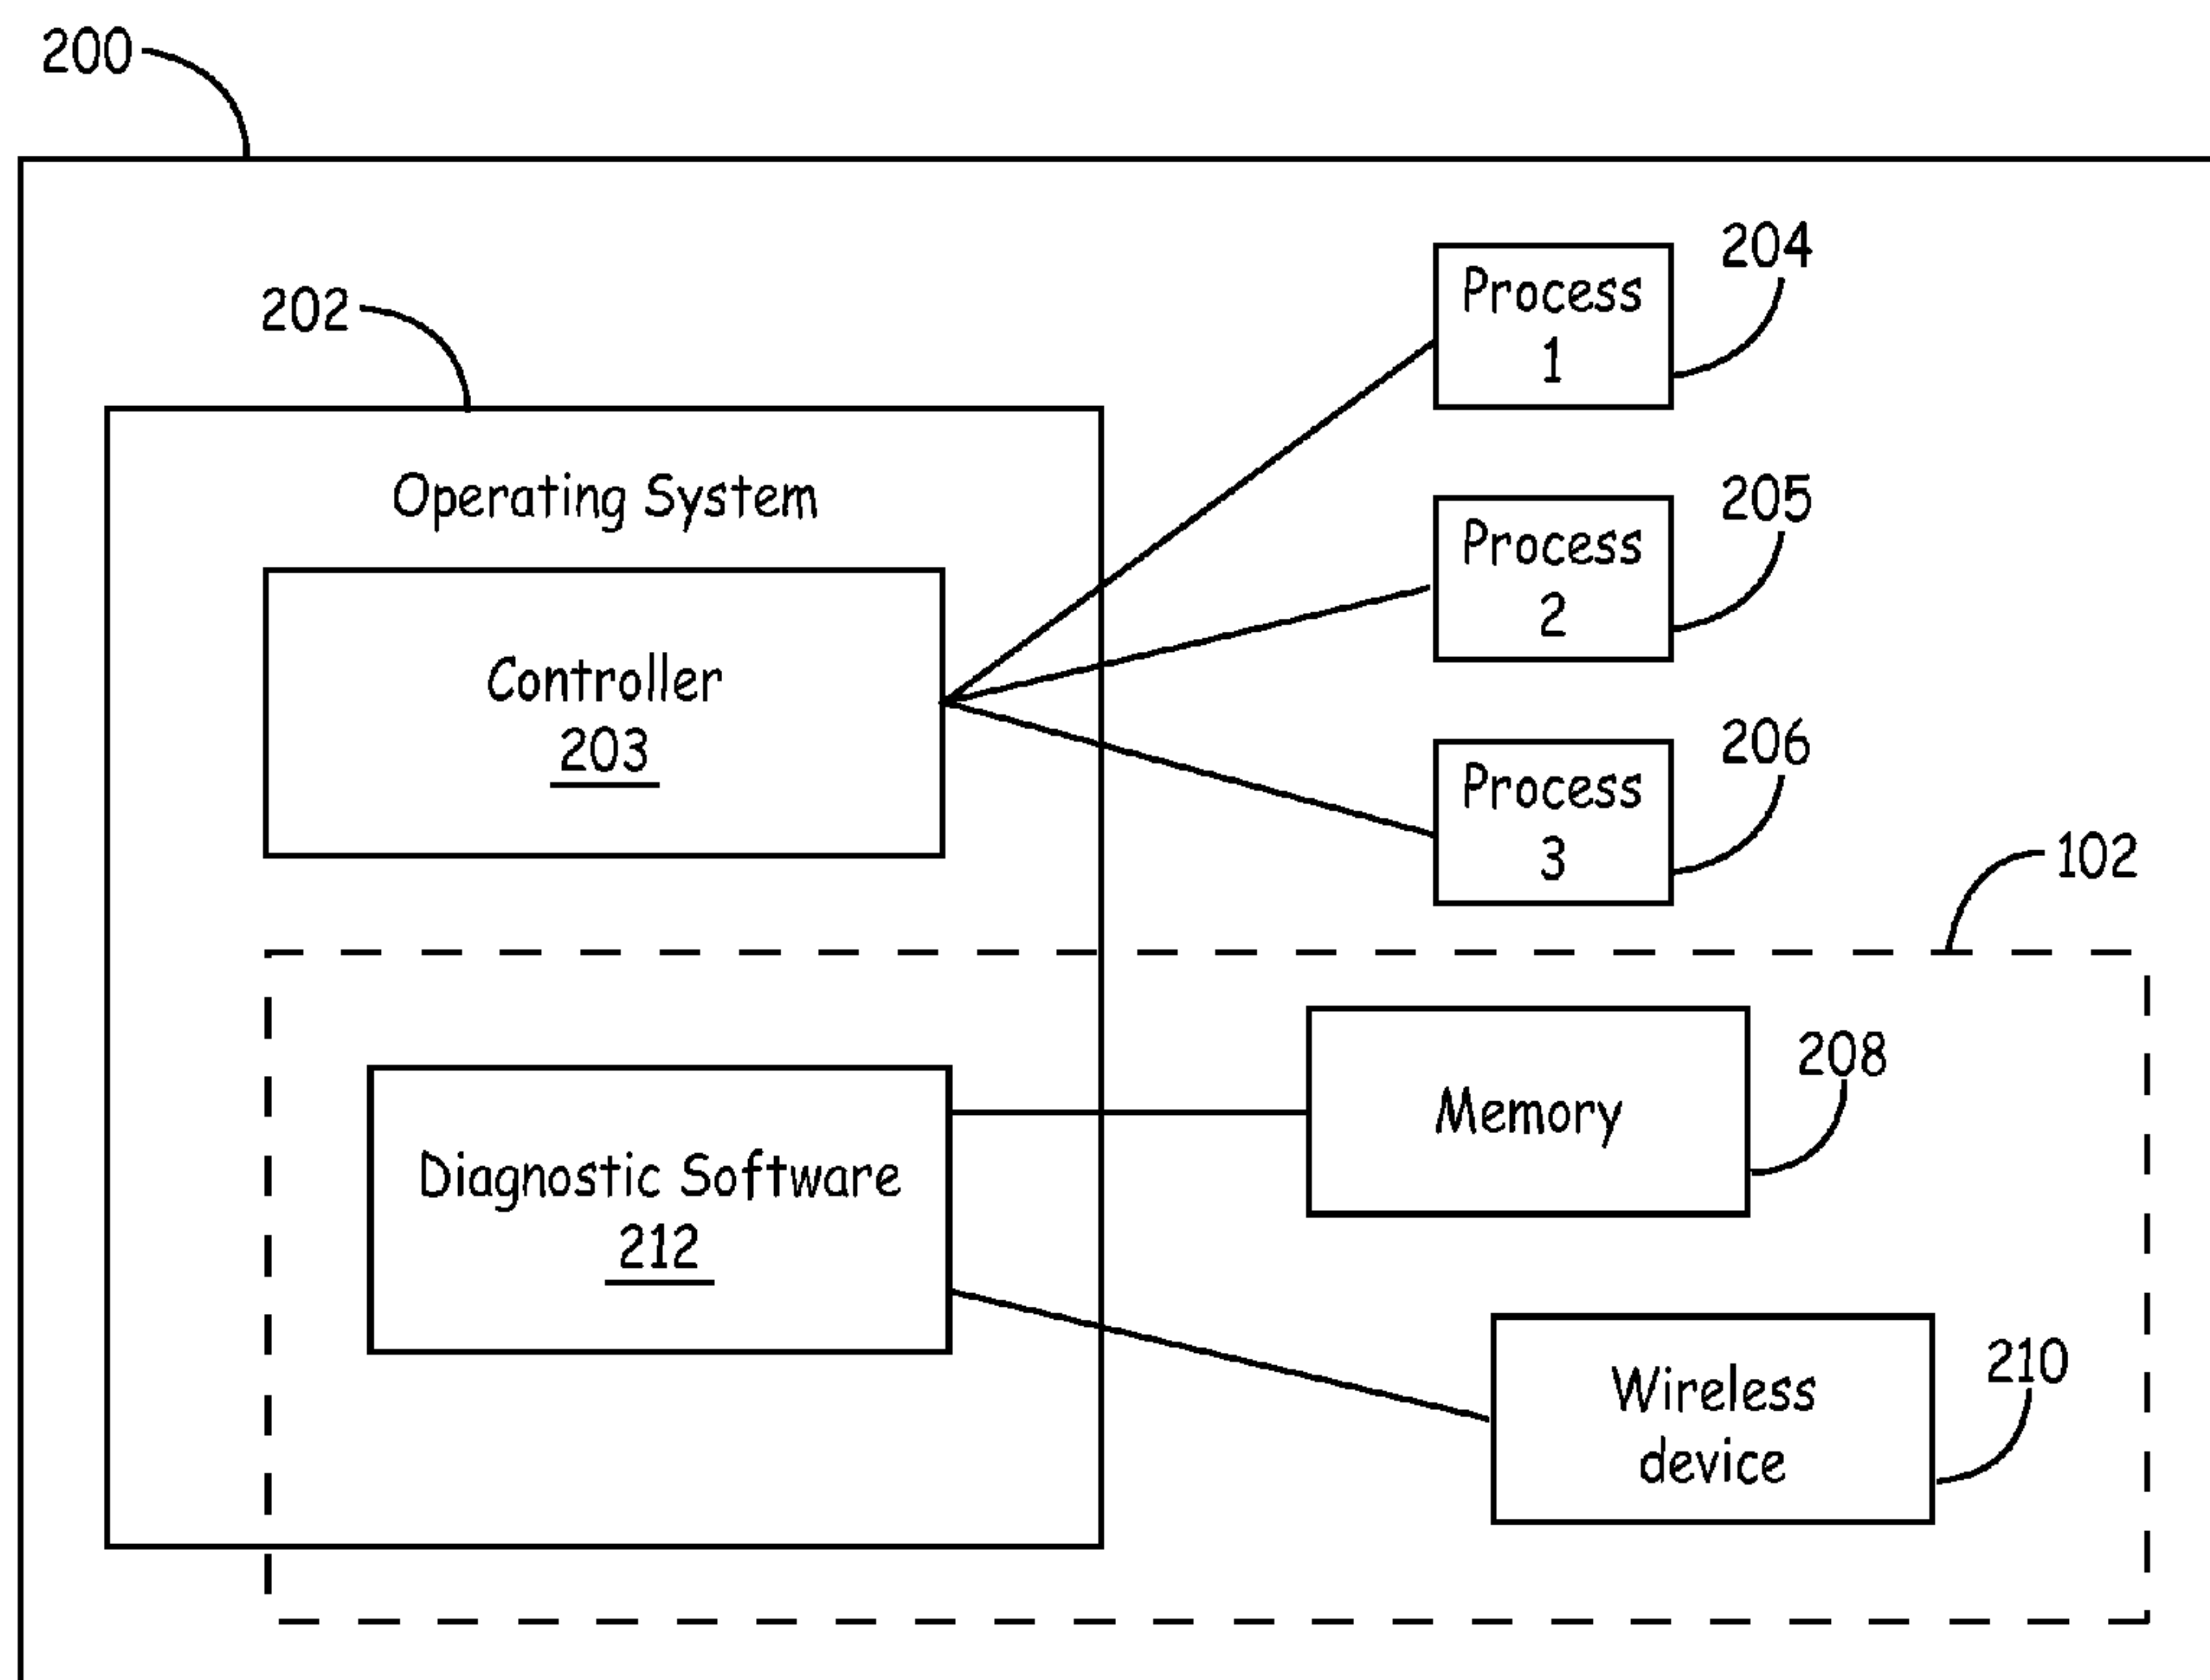 200
204
Process
1
202
205
Process
2
Operating System
Controller
203
206
Process
3
102
208
Memory
Diagnostic Software
212
210
Wireless
device